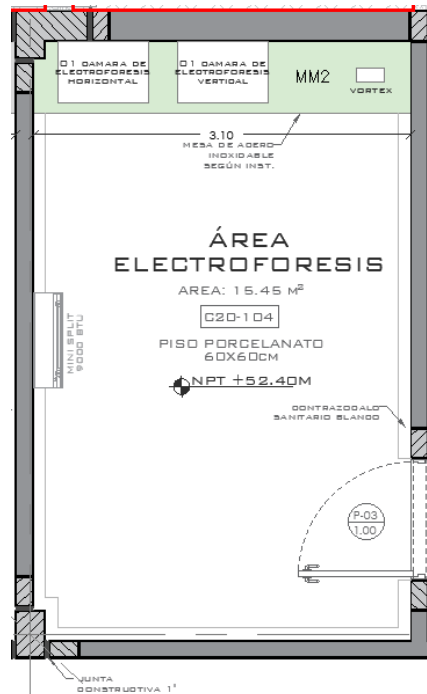 01 CAMARA DE
ELECTROFORESIS
HORIZONTAL
01 CAMARA DE
ELECTROFORESIS
VERTICAL
MM2
VORTEX
3.10
MESA DE ACERO
INOXIDABLE
SEGÚN INST.
ÁREA
ELECTROFORESIS
AREA: 15.45 M²
C20-104
PISO PORCELANATO
60X60CM
NPT +52.40M
MINI SPLIT
9000 BTU
CONTRAZOCALO
SANITARIO BLANCO
P-03
1.00
JUNTA
CONSTRUCTIVA 1"